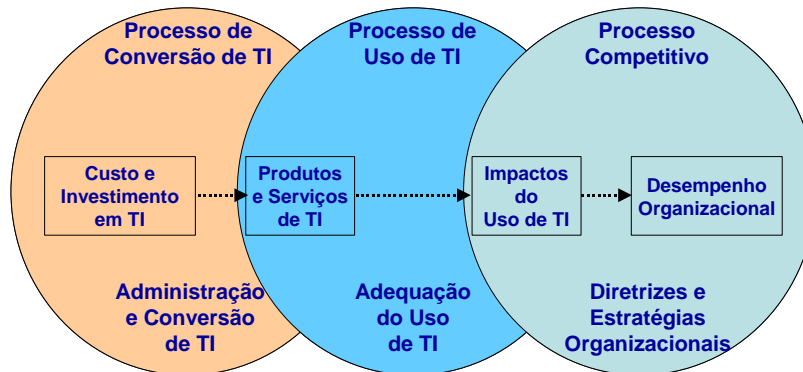 Processo de
Conversão de TI
Processo de
Uso de TI
Processo
Competitivo
Custo e
Investimento
em TI
Produtos
e Serviços
de TI
Impactos
do
Uso de TI
Desempenho
Organizacional
Administração
e Conversão
de TI
Adequação
do Uso
de TI
Diretrizes e
Estratégias
Organizacionais